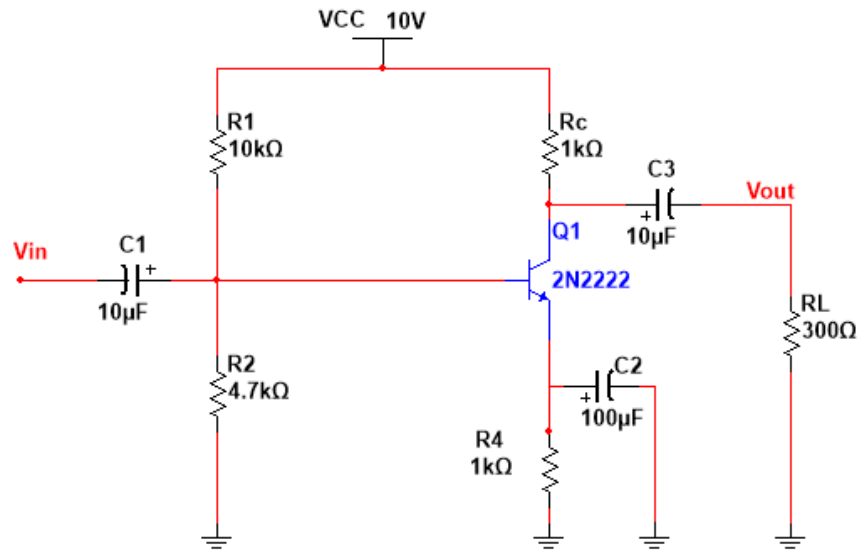 VCC 10V
R1
10kΩ
Rc
1kΩ
C3
10µF
Vout
Vin
C1
10µF
Q1
2N2222
RL
300Ω
R2
4.7kΩ
C2
100µF
R4
1kΩ